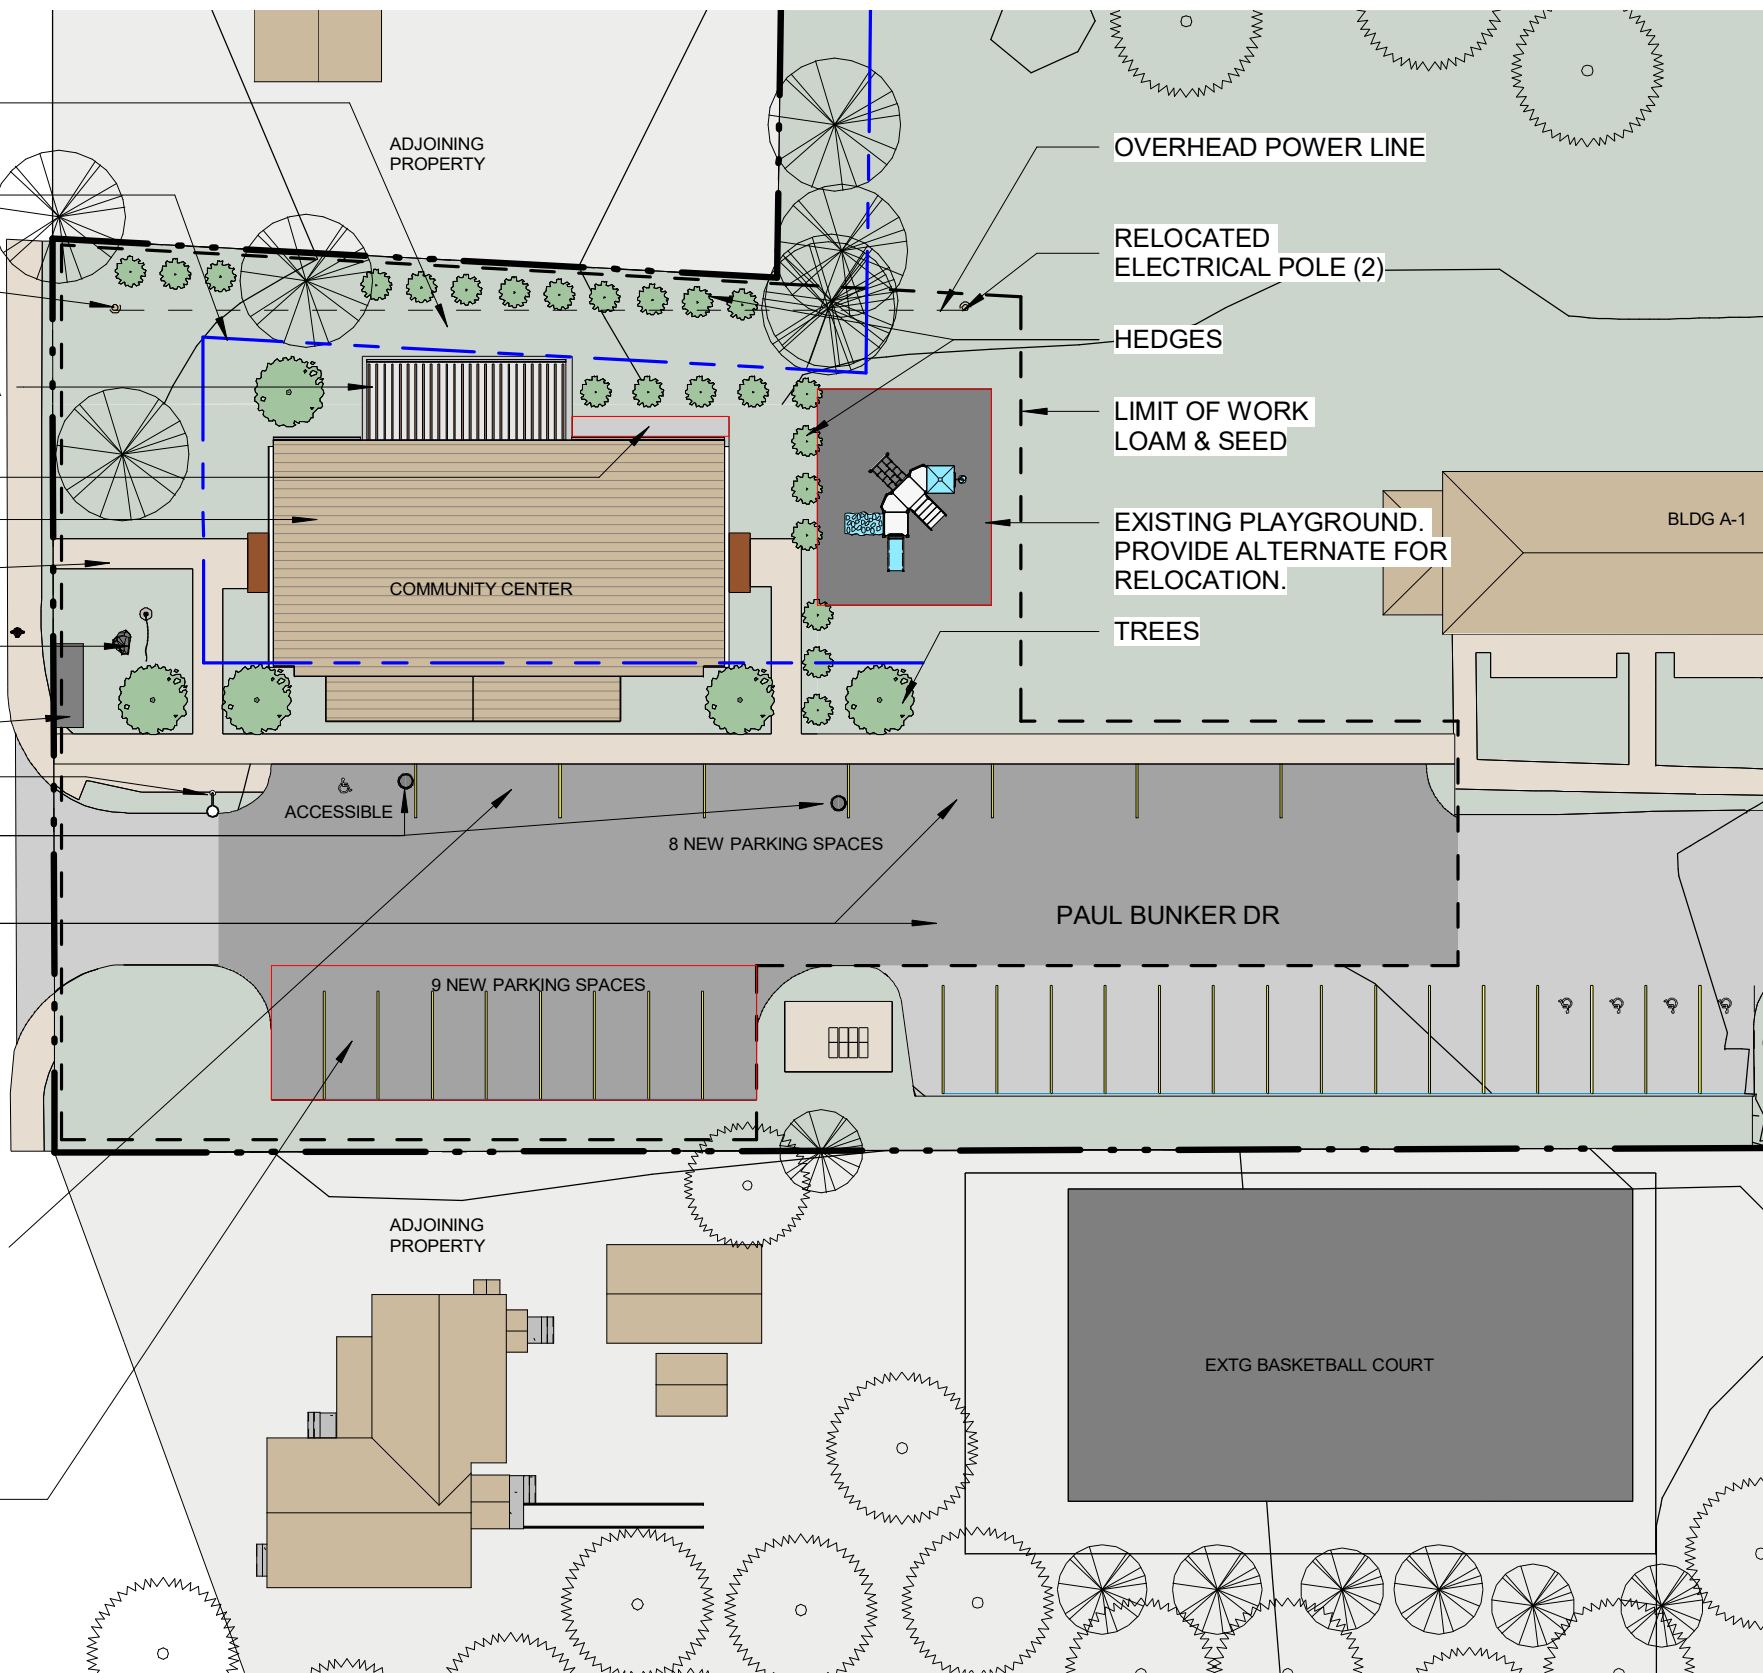 ADJOINING
PROPERTY
OVERHEAD POWER LINE
RELOCATED
ELECTRICAL POLE (2)
HEDGES
LIMIT OF WORK
LOAM & SEED
EXISTING PLAYGROUND.
PROVIDE ALTERNATE FOR
RELOCATION.
BLDG A-1
COMMUNITY CENTER
TREES
ACCESSIBLE
8 NEW PARKING SPACES
PAUL BUNKER DR
9 NEW PARKING SPACES
ADJOINING
PROPERTY
EXTG BASKETBALL COURT